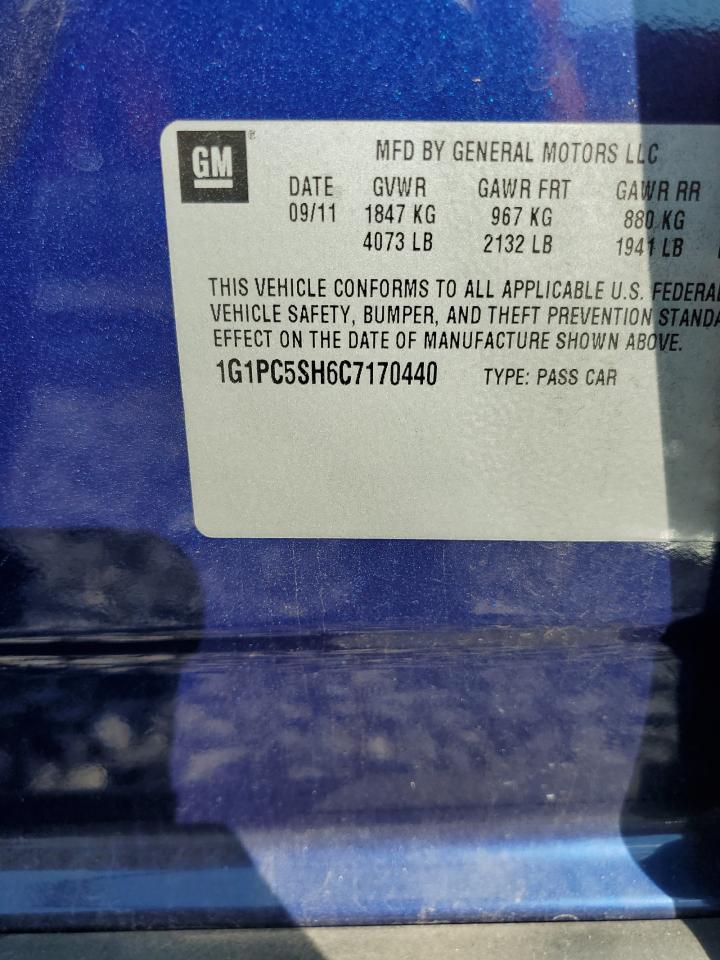 GM ®
MFD BY GENERAL MOTORS LLC
DATE GVWR GAWR FRT GAWR RR
09/11 1847 KG 967 KG 880 KG
4073 LB 2132 LB 1941 LB
THIS VEHICLE CONFORMS TO ALL APPLICABLE U.S. FEDERAL
VEHICLE SAFETY, BUMPER, AND THEFT PREVENTION STANDA
EFFECT ON THE DATE OF MANUFACTURE SHOWN ABOVE.
1G1PC5SH6C7170440 TYPE: PASS CAR